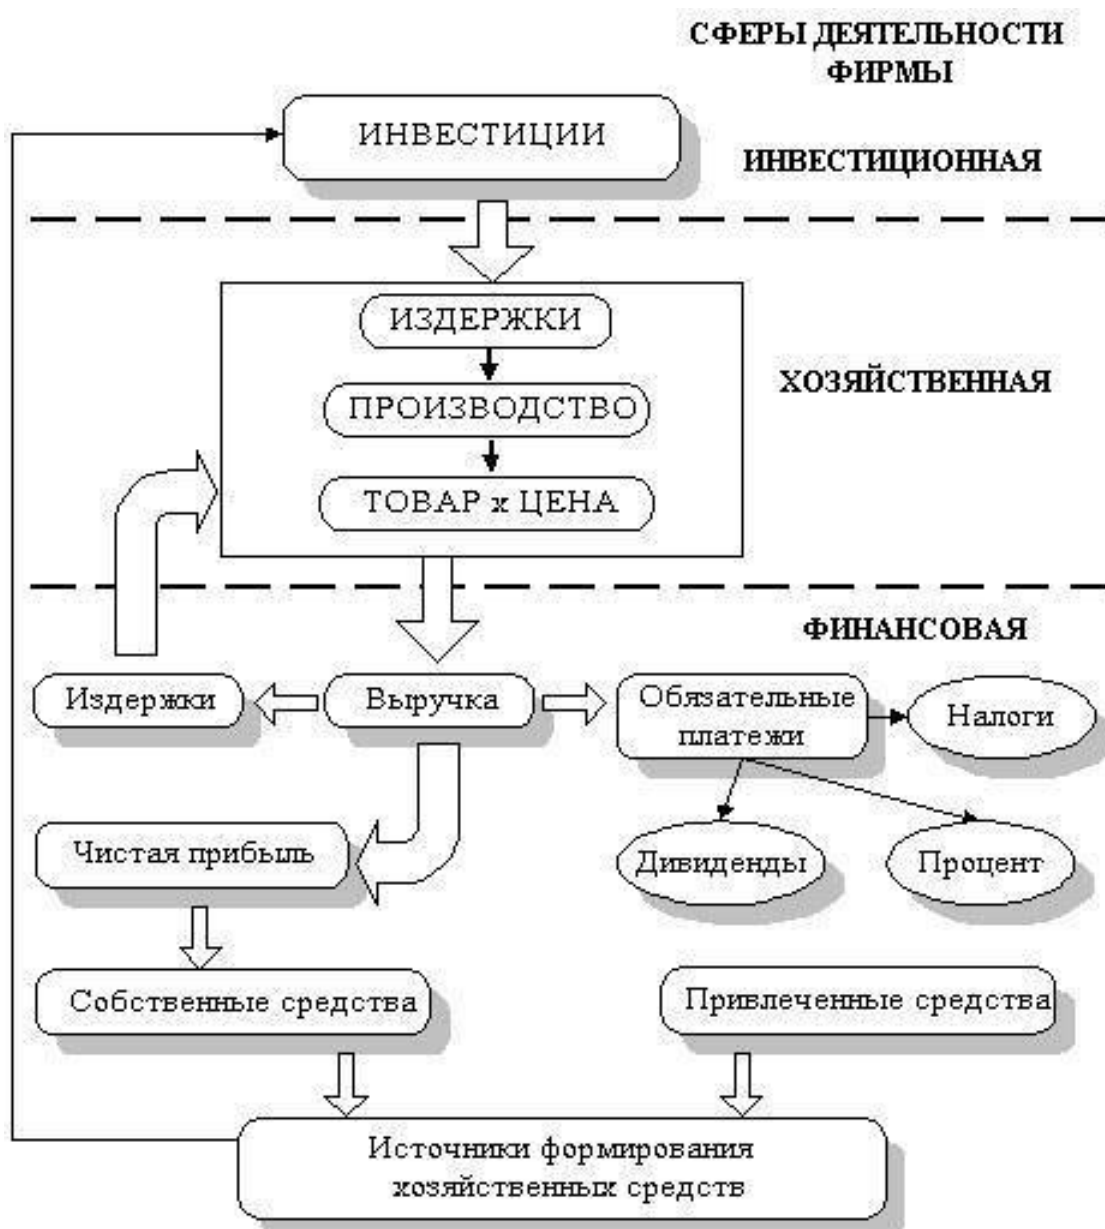 СФЕРЫ ДЕЯТЕЛЬНОСТИ
ФИРМЫ
ИНВЕСТИЦИИ
ИНВЕСТИЦИОННАЯ
ИЗДЕРЖКИ
ХОЗЯЙСТВЕННАЯ
ПРОИЗВОДСТВО
ТОВАР х ЦЕНА
ФИНАНСОВАЯ
Издержки
Выручка
Обязательные
платежи
Налоги
Чистая прибыль
Дивиденды
Процент
Собственные средства
Привлеченные средства
Источники формирования
хозяйственных средств